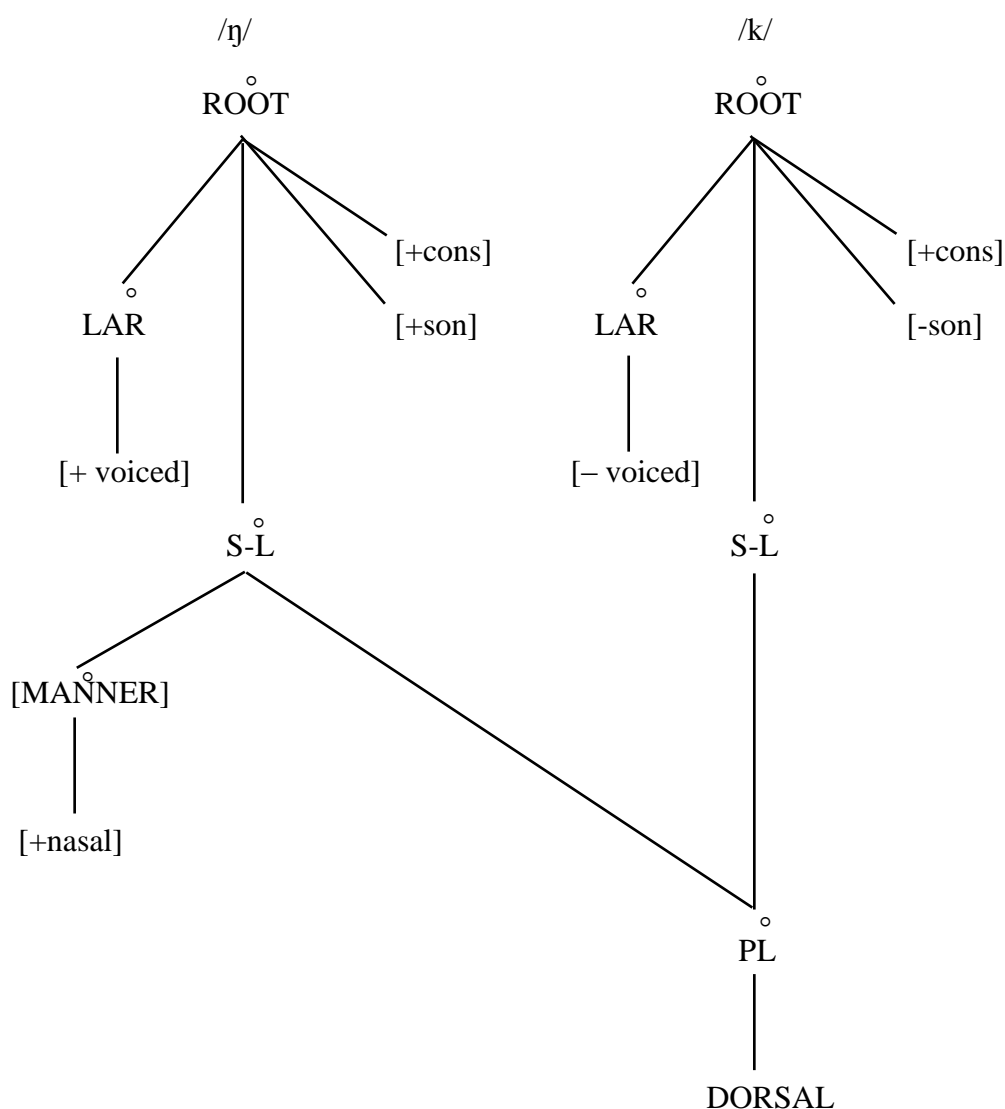 /ŋ/ /k/
ROOT ROOT
[+cons] [+cons]
LAR [+son] LAR [-son]
[+ voiced] [– voiced]
S-L S-L
[MANNER]
[+nasal]
PL
DORSAL